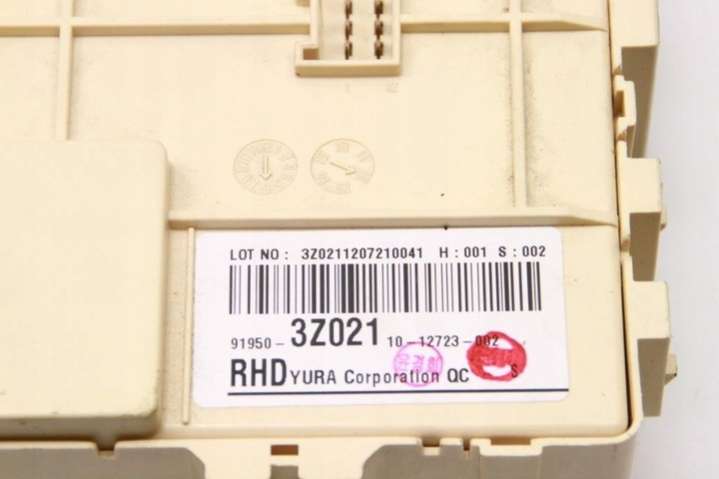 LOT NO : 3Z0211207210041 H : 001 S : 002
91950- 3Z021 10-12723-002
RHD YURA Corporation QC S